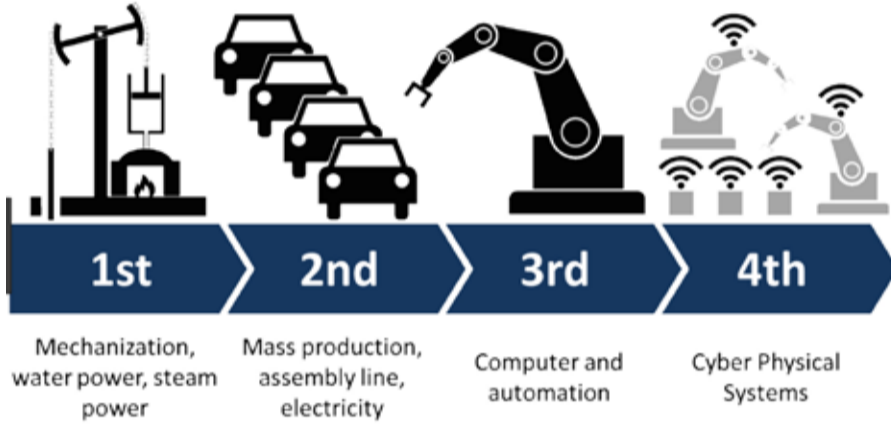 1st
2nd
3rd
4th
Mechanization,
water power, steam
power
Mass production,
assembly line,
electricity
Computer and
automation
Cyber Physical
Systems